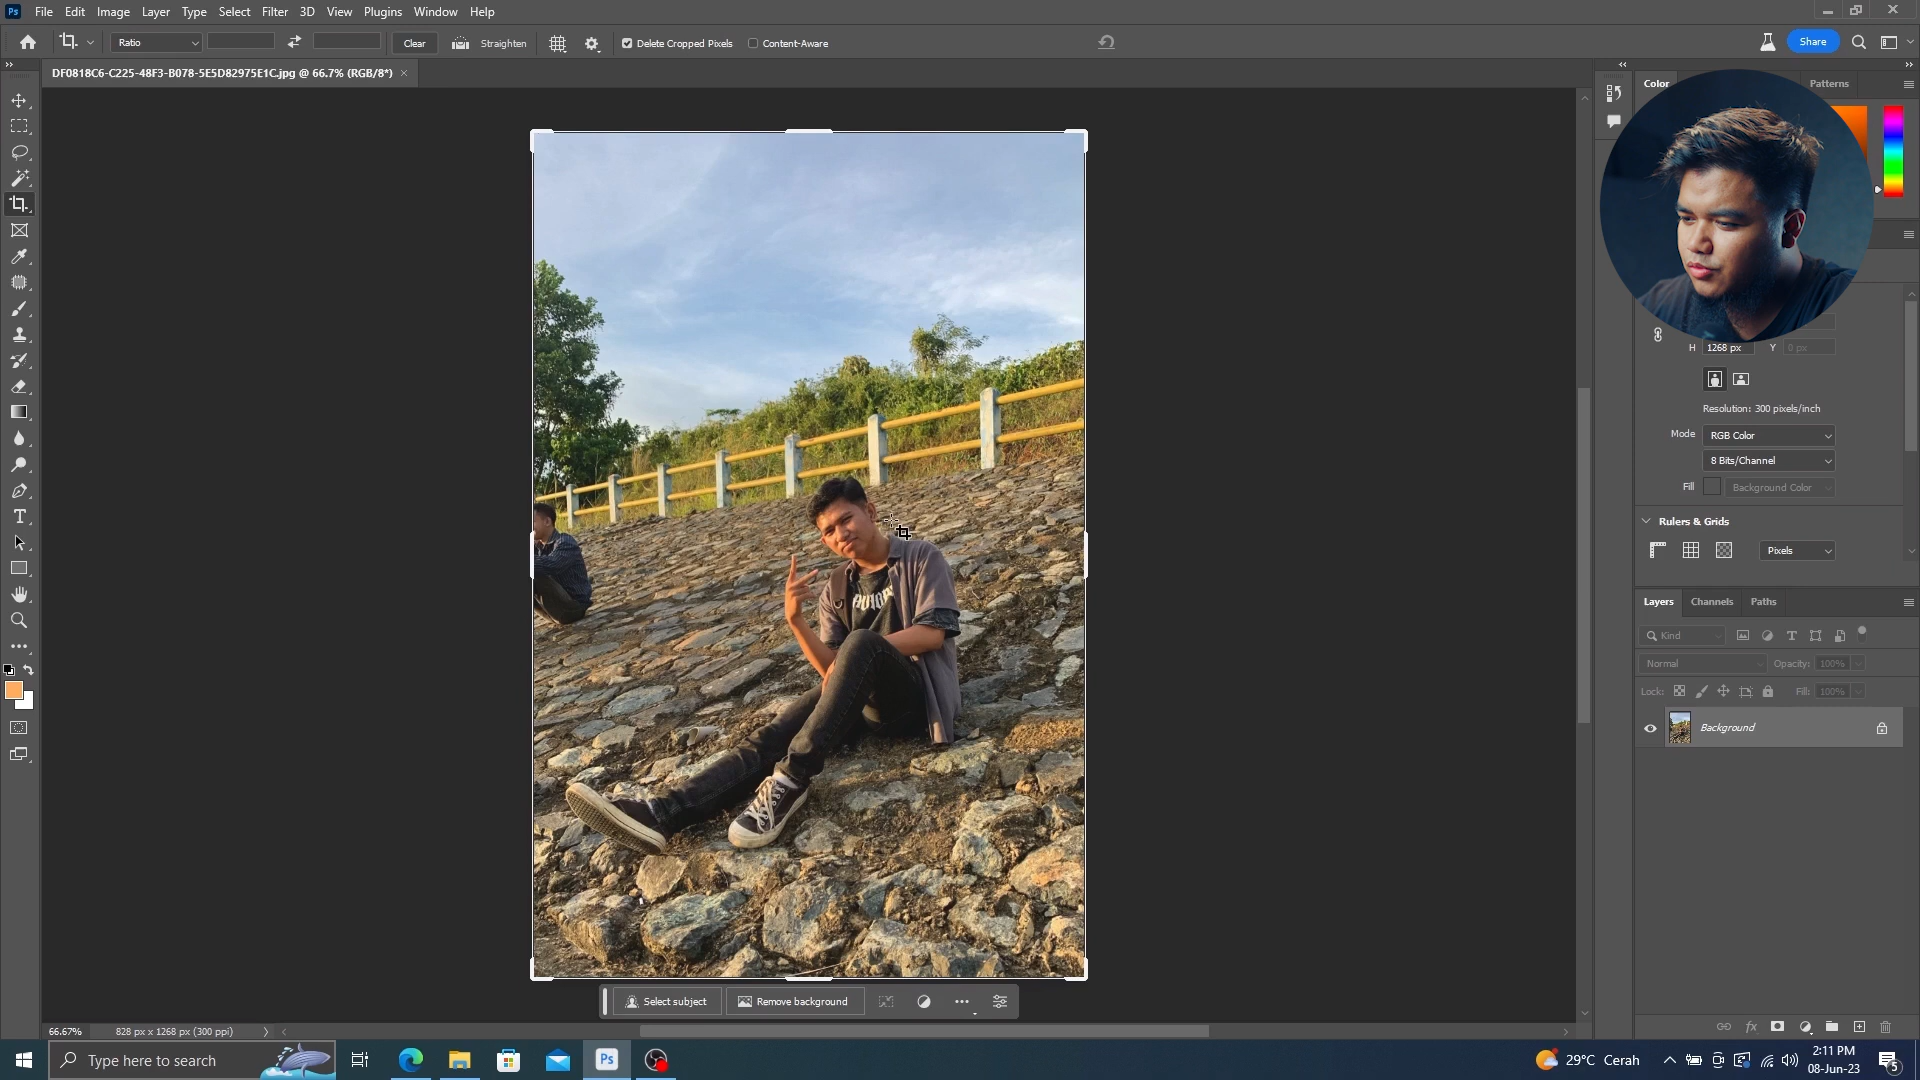 Ps File Edit Image Layer Type Select Filter 3D View Plugins Window Help
Ratio Clear Straighten Delete Cropped Pixels Content-Aware Share
DF0818C6-C225-48F3-B078-5E5D82975E1C.jpg @ 66.7% (RGB/8*) ×
Color Patterns
H 1268 px Y 0 px
Resolution: 300 pixels/inch
Mode RGB Color
8 Bits/Channel
Fill Background Color
Rulers & Grids
Pixels
Layers Channels Paths
Kind
Normal Opacity: 100%
Lock: Fill: 100%
Background
Select subject Remove background
66.67% 828 px x 1268 px (300 ppi)
Type here to search Ps 29°C Cerah 2:11 PM
08-Jun-23 5